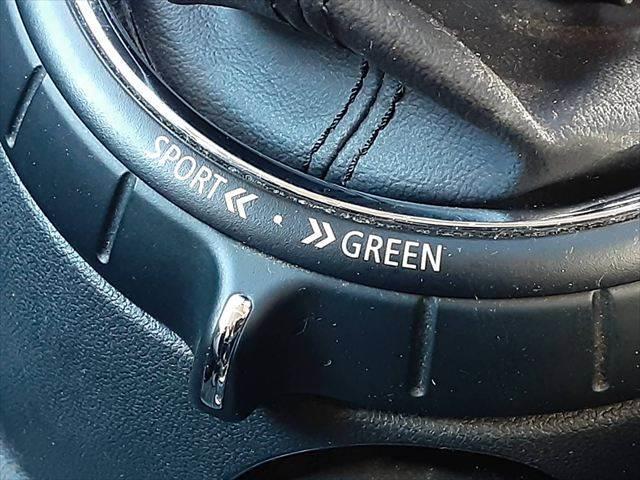 SPORT « • » GREEN